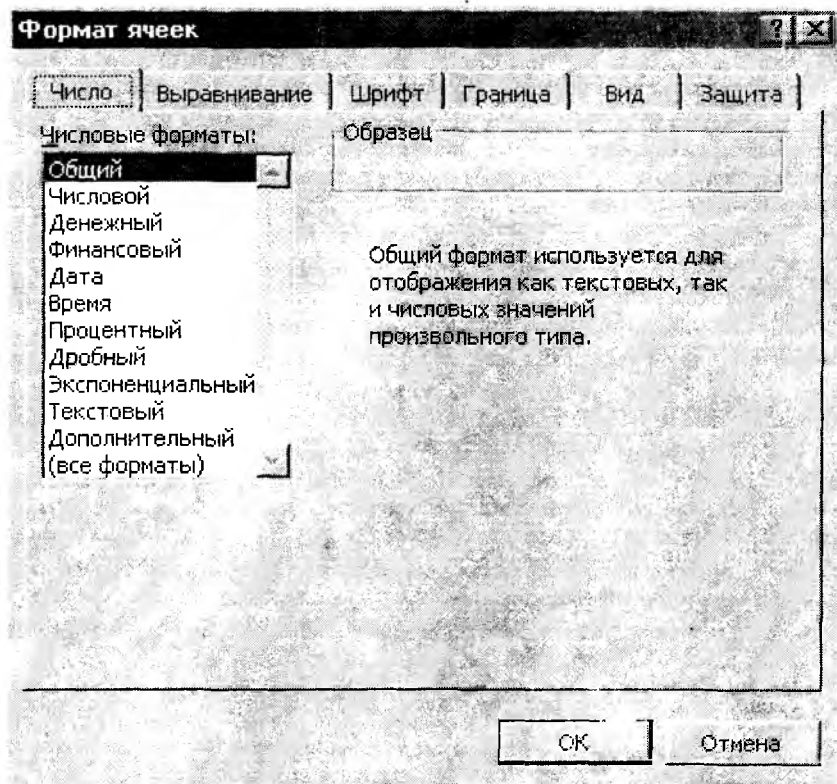 Формат ячеек
Число Выравнивание Шрифт Граница Вид Защита
Числовые форматы:
Образец
Общий
Числовой
Денежный
Финансовый
Дата
Время
Процентный
Дробный
Экспоненциальный
Текстовый
Дополнительный
(все форматы)
Общий формат используется для
отображения как текстовых, так
и числовых значений
произвольного типа.
ОК Отмена